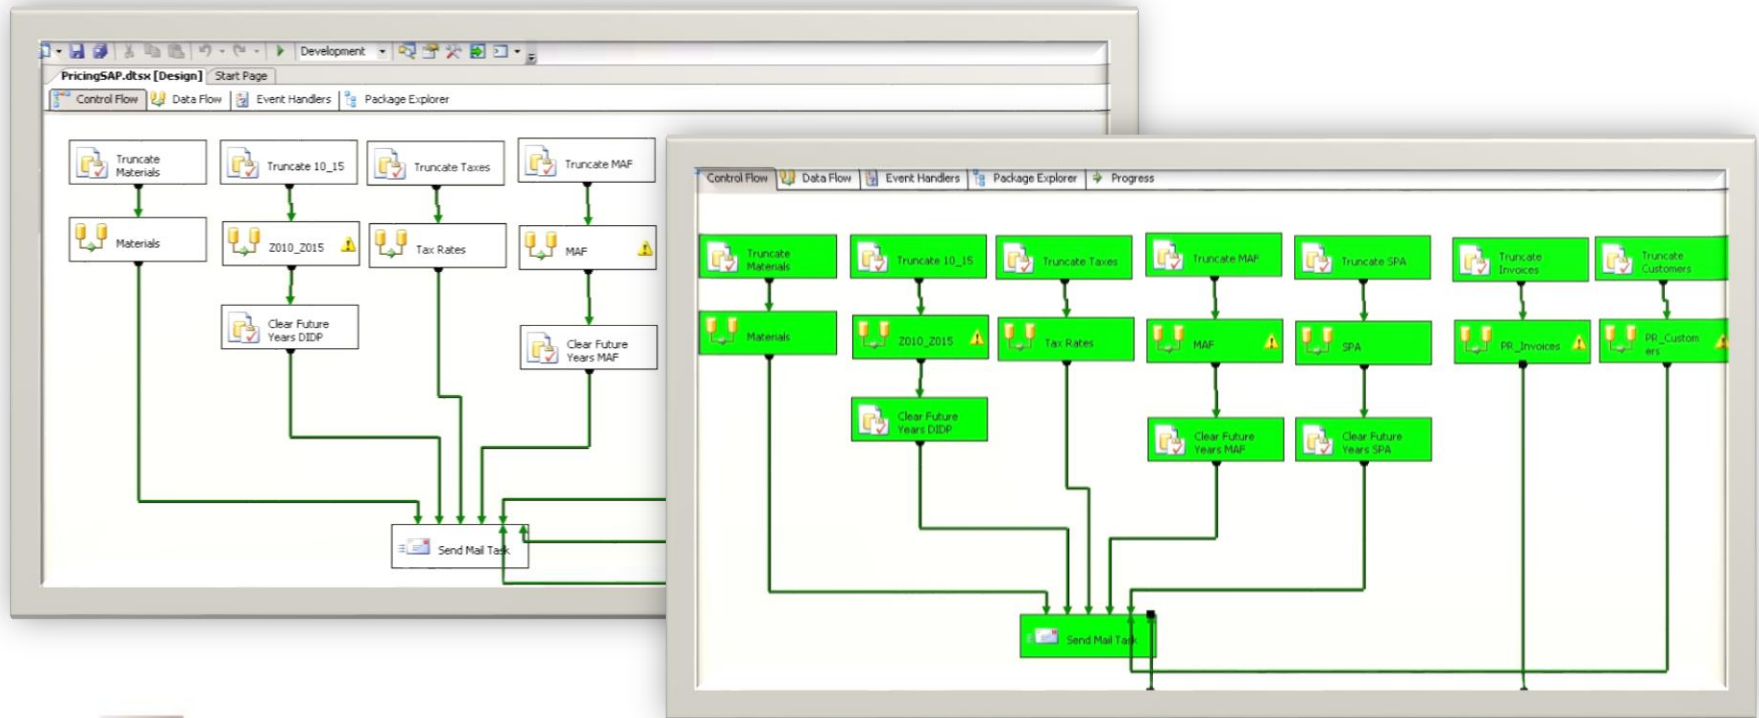 Development
PricingSAP.dtsx [Design] Start Page
Control Flow Data Flow Event Handlers Package Explorer
Truncate
Materials
Truncate 10_15
Truncate Taxes
Truncate MAF
Materials
Z010_Z015
Tax Rates
MAF
Clear Future
Years DIDP
Clear Future
Years MAF
Send Mail Task
Control Flow Data Flow Event Handlers Package Explorer Progress
Truncate
Materials
Truncate 10_15
Truncate Taxes
Truncate MAF
Truncate SPA
Truncate
Invoices
Truncate
Customers
Materials
Z010_Z015
Tax Rates
MAF
SPA
PR_Invoices
PR_Custom
ers
Clear Future
Years DIDP
Clear Future
Years MAF
Clear Future
Years SPA
Send Mail Task